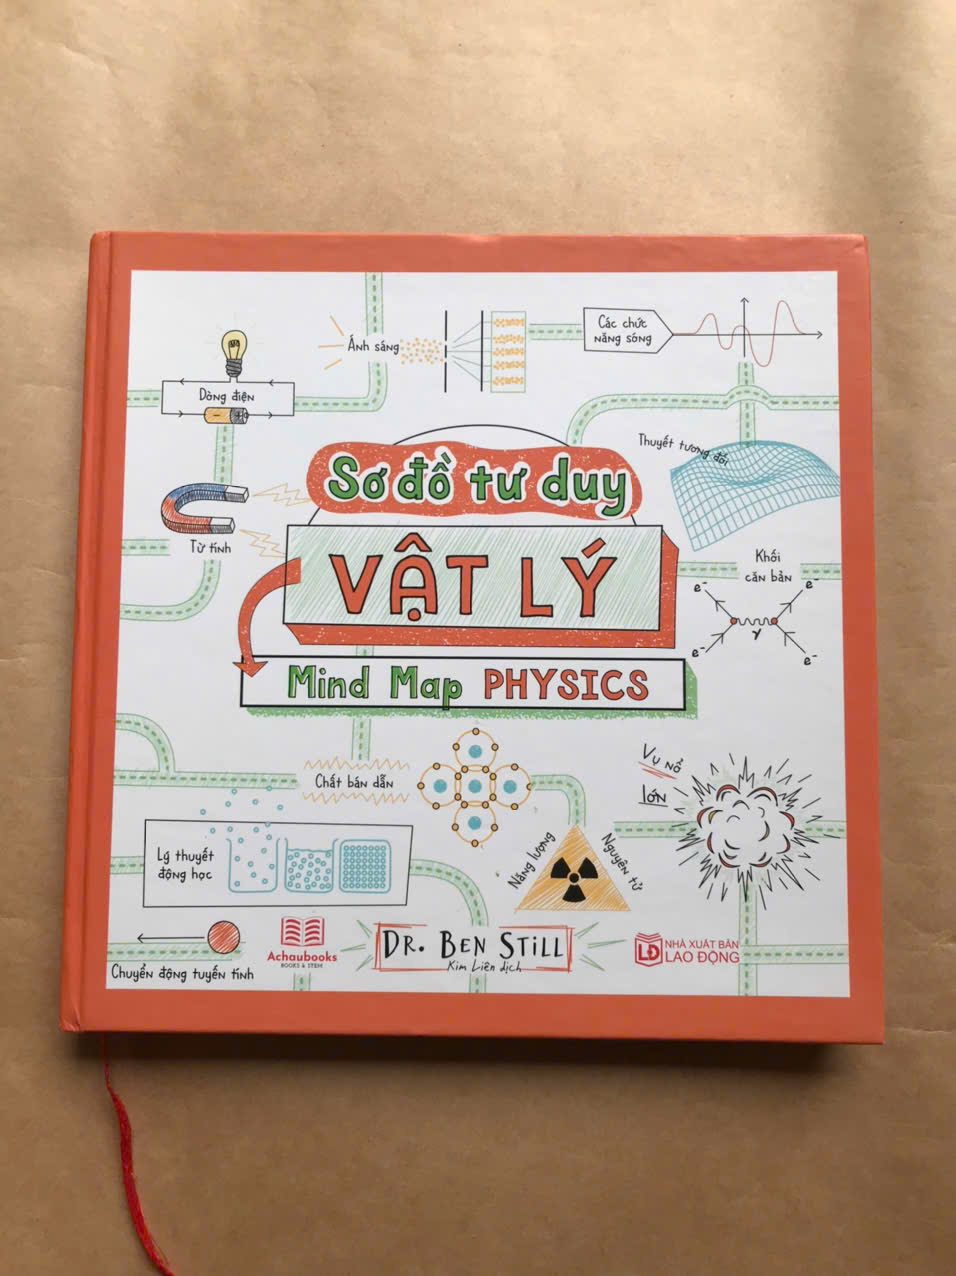 Ánh sáng
Các chức
năng sóng
Dòng điện
Thuyết tương đối
Sơ đồ tư duy
Từ tính
VẬT LÝ
Khối
căn bản
e⁻
e⁻
γ
e⁻
e⁻
Mind Map PHYSICS
Vụ nổ
lớn
Chất bán dẫn
Lý thuyết
động học
Năng lượng
Nguyên tử
Chuyển động tuyến tính
Achaubooks
BOOKS & STEM
DR. BEN STiLL
Kim Liên dịch
LĐ
NHÀ XUẤT BẢN
LAO ĐỘNG